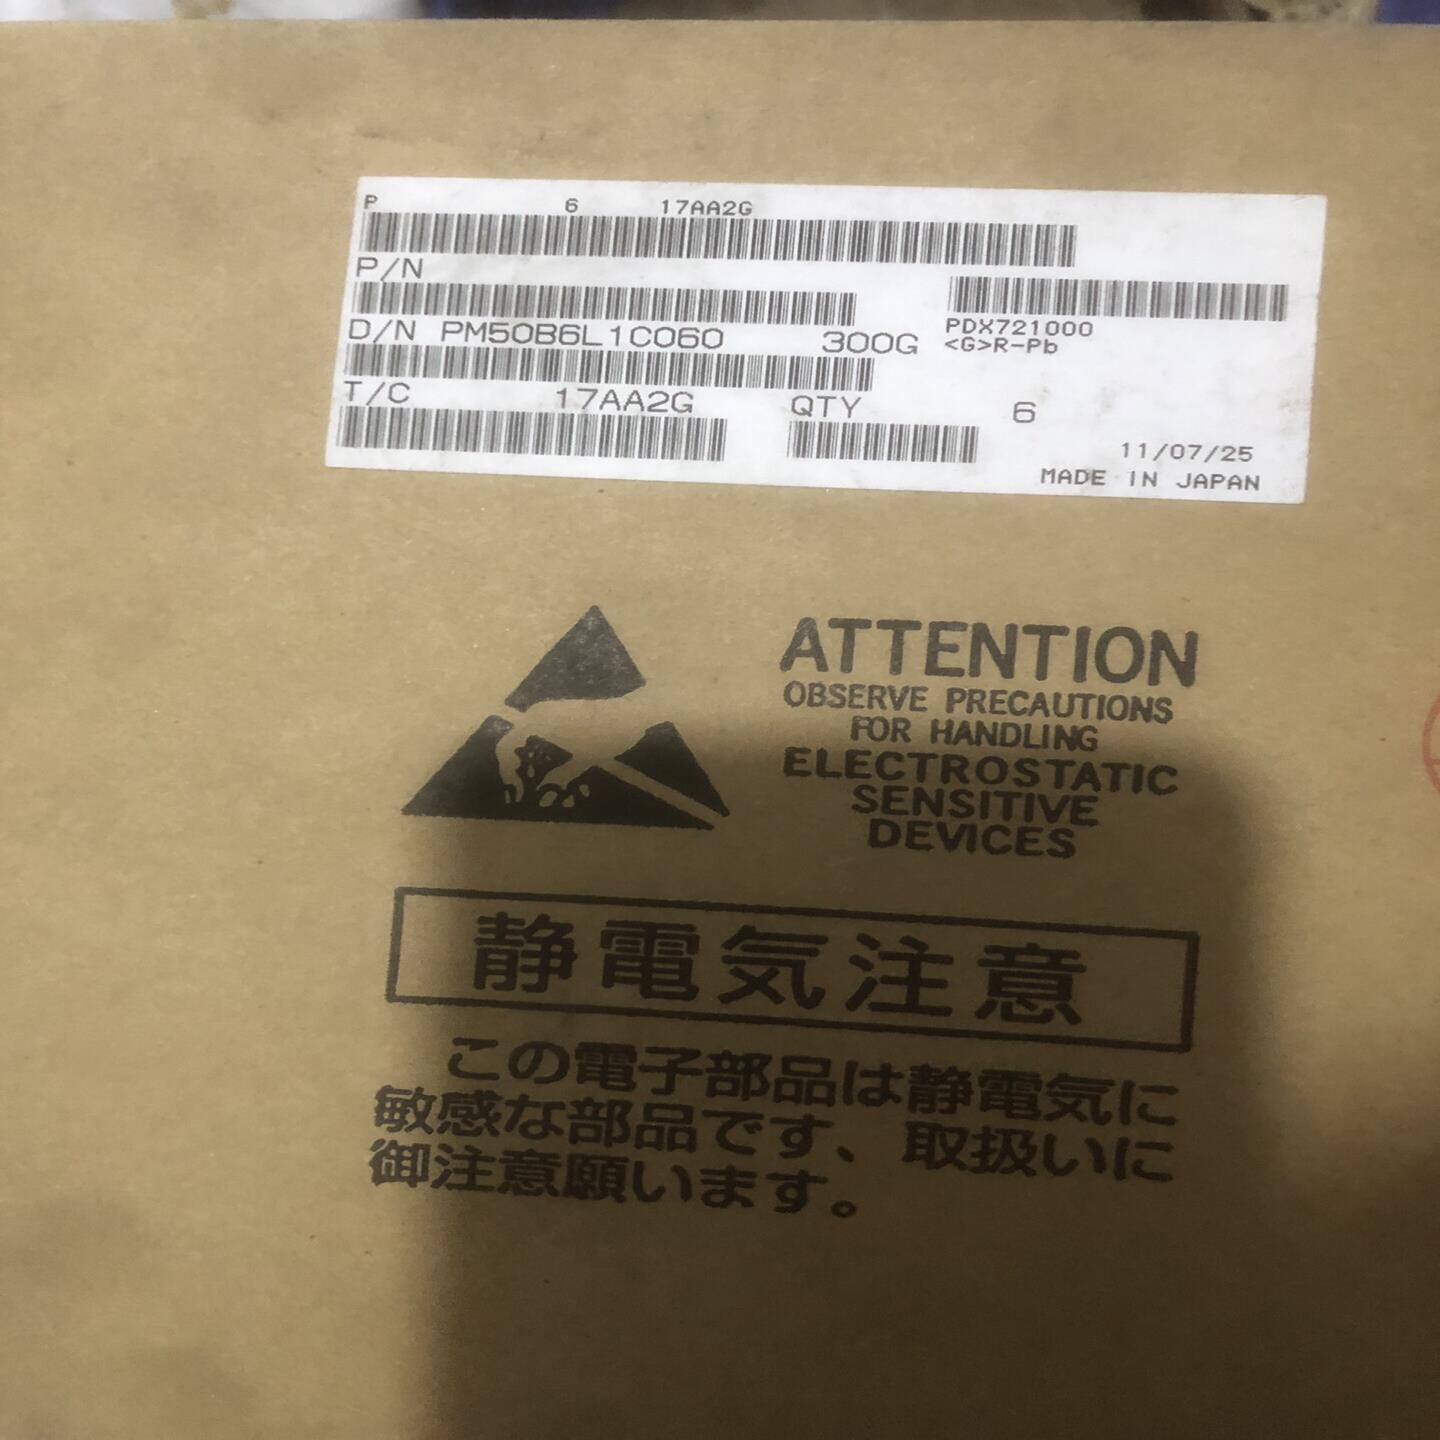 P 6 17AA2G
P/N
D/N PM50B6L1C060 300G
PDX721000
<G>R-Pb
T/C 17AA2G QTY 6
11/07/25
MADE IN JAPAN
ATTENTION
OBSERVE PRECAUTIONS
FOR HANDLING
ELECTROSTATIC
SENSITIVE
DEVICES
静電気注意
この電子部品は静電気に
敏感な部品です、取扱いに
御注意願います。